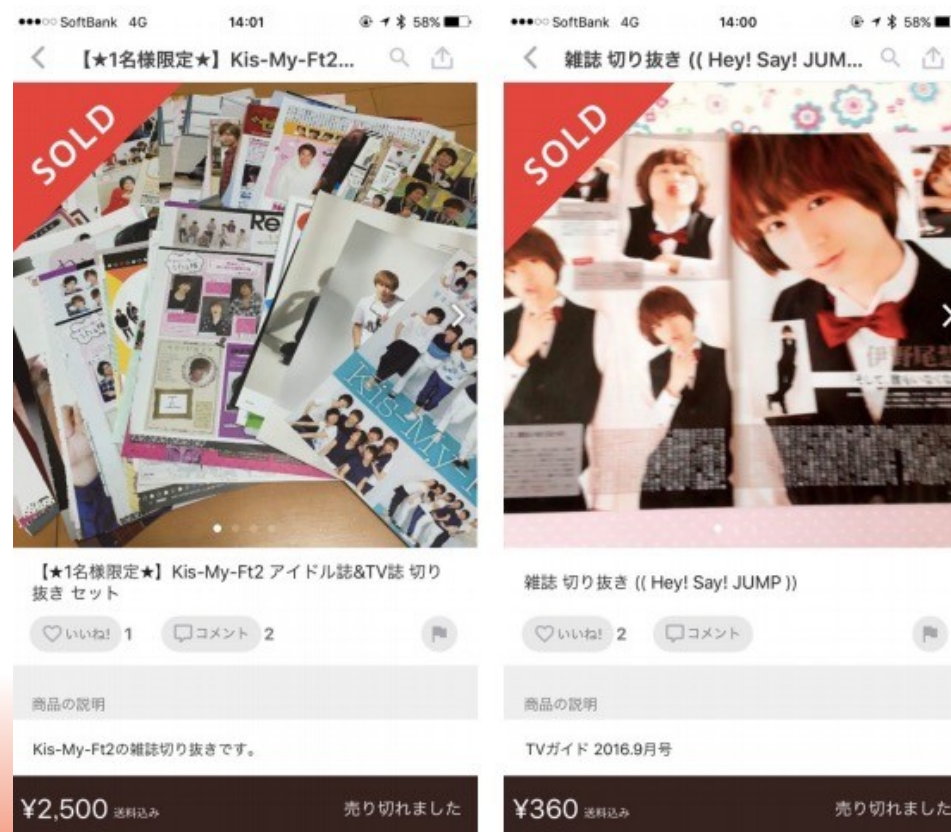 SoftBank 4G 14:01 58%
【★1名様限定★】Kis-My-Ft2...
SOLD
Re
Kis-My
【★1名様限定★】Kis-My-Ft2 アイドル誌&TV誌 切り
抜き セット
いいね! 1 コメント 2
商品の説明
Kis-My-Ft2の雑誌切り抜きです。
¥2,500 送料込み 売り切れました
SoftBank 4G 14:00 58%
雑誌 切り抜き (( Hey! Say! JUM...
SOLD
伊野尾慧
雑誌 切り抜き (( Hey! Say! JUMP ))
いいね! 2 コメント
商品の説明
TVガイド 2016.9月号
¥360 送料込み 売り切れました